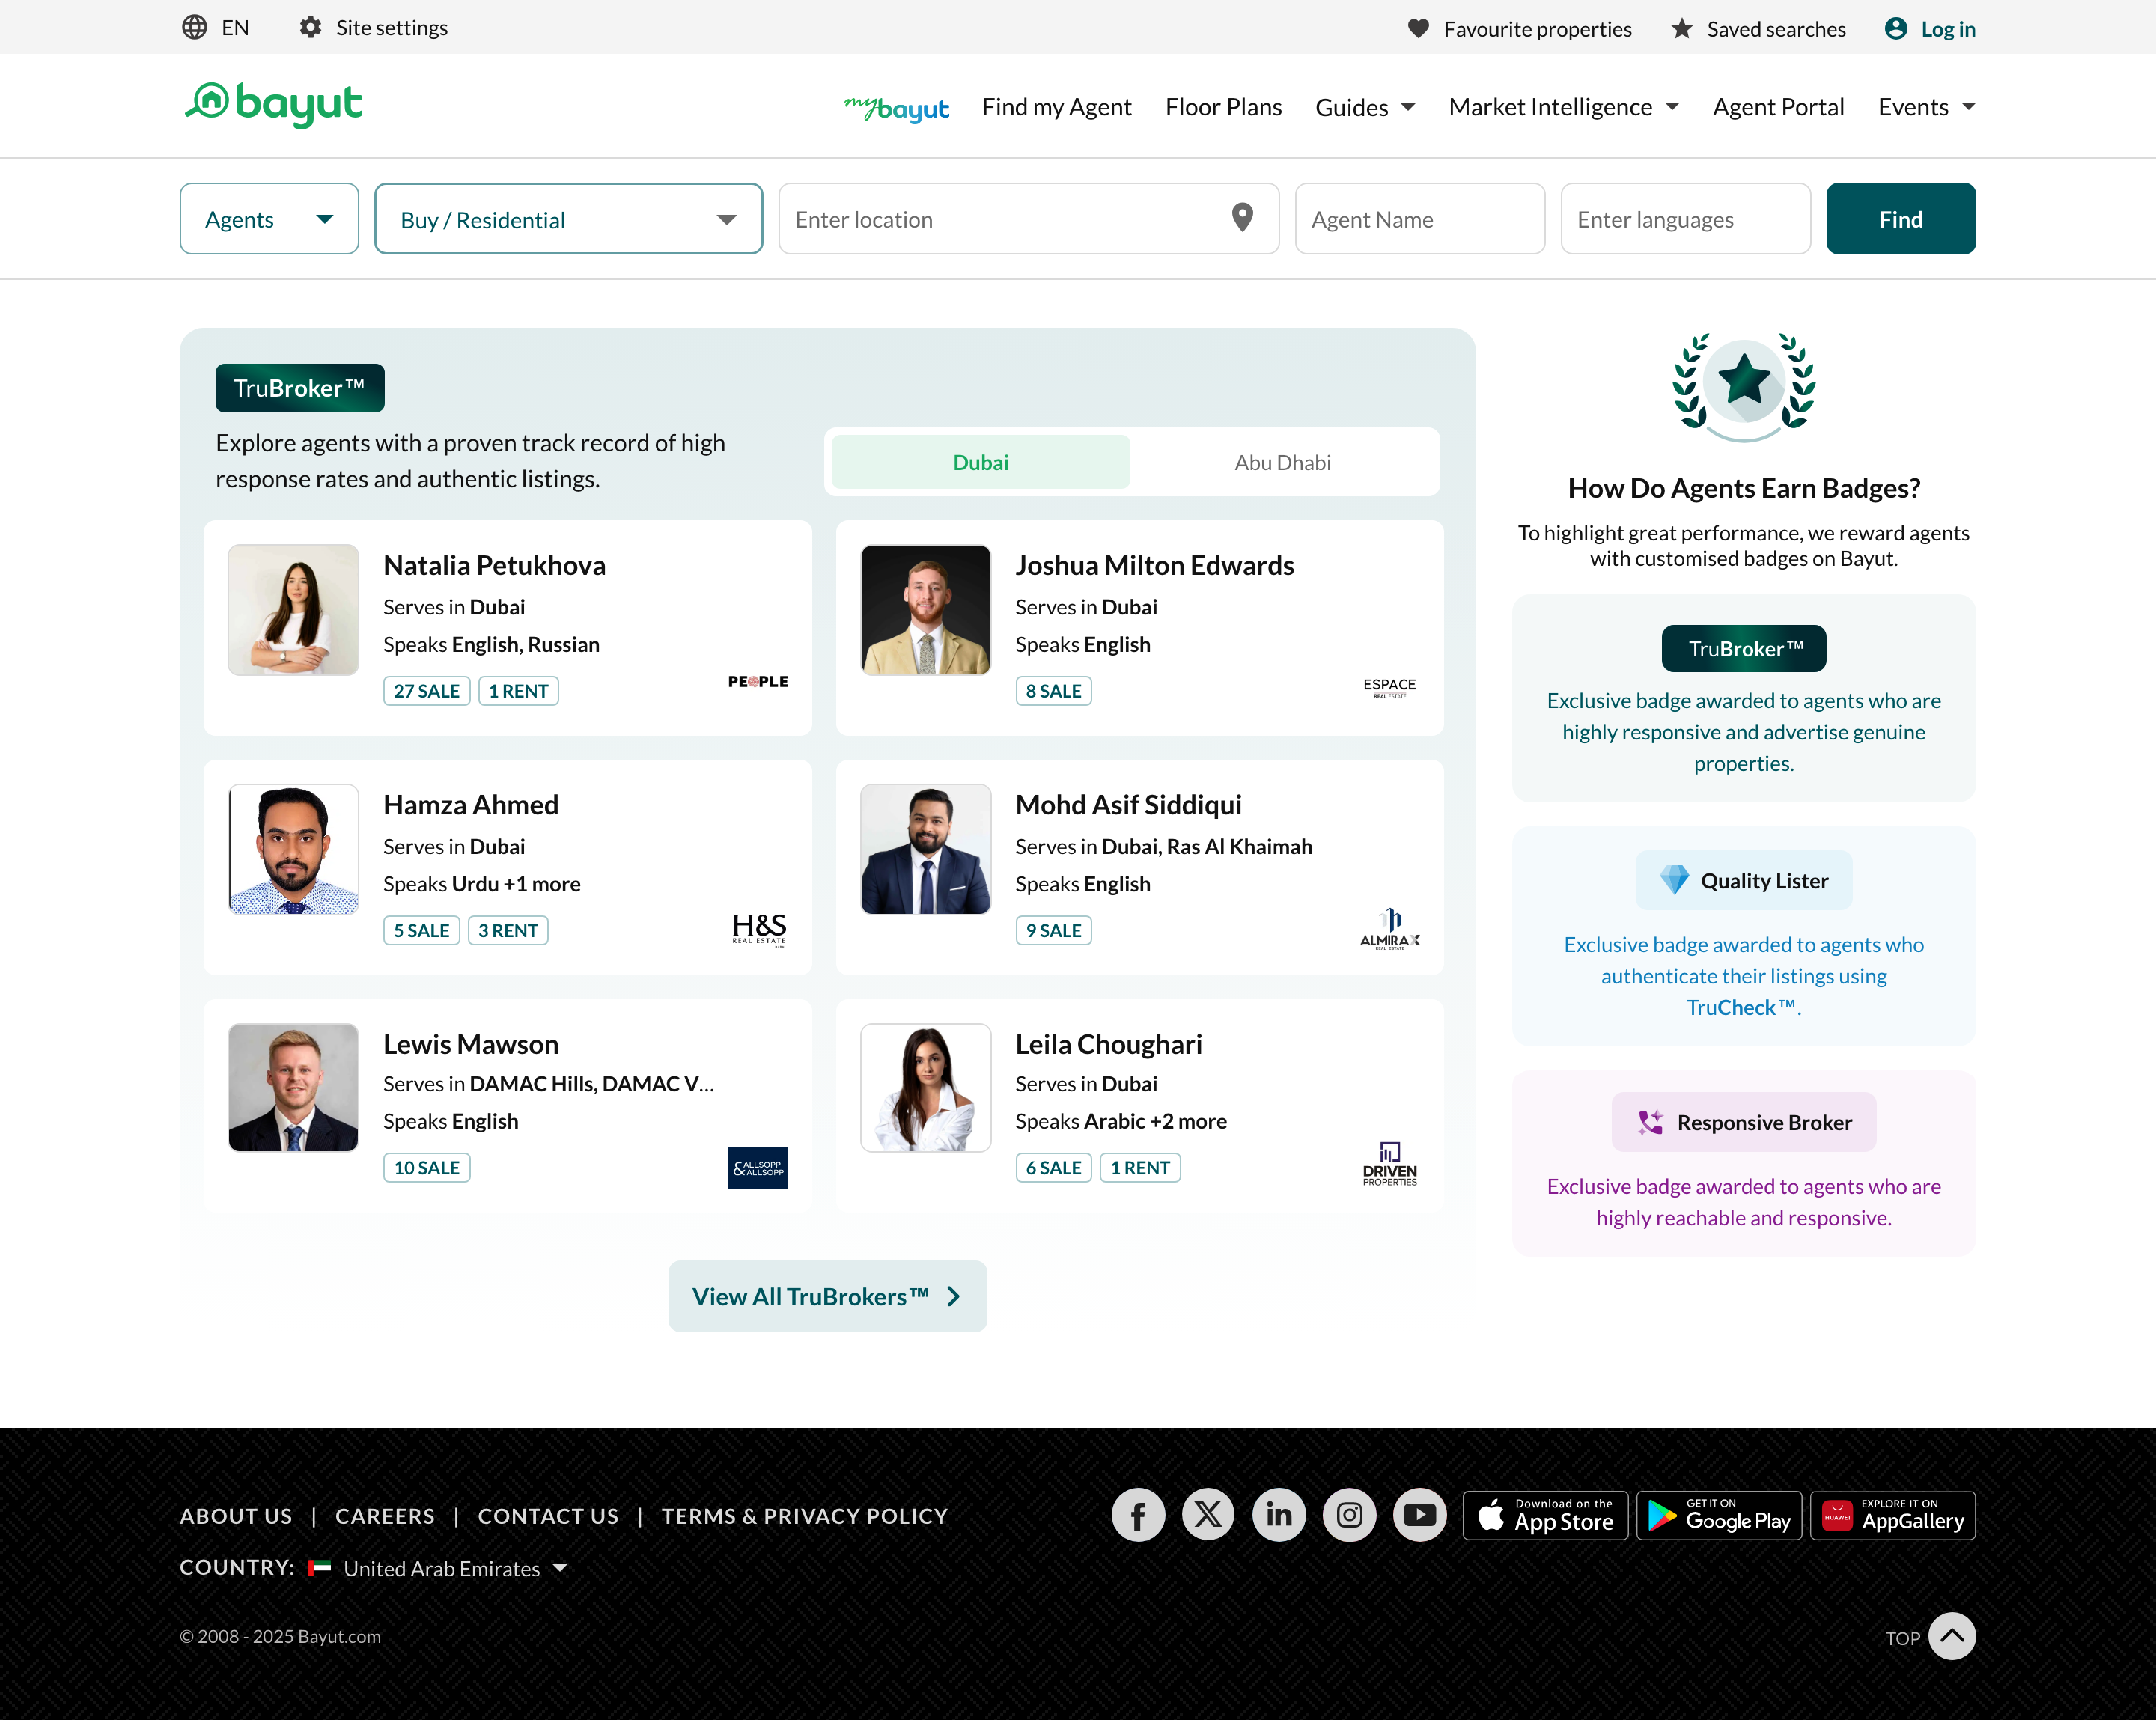 EN
Site settings
Favourite properties
Saved searches
Log in
bayut
mybayut
Find my Agent
Floor Plans
Guides
Market Intelligence
Agent Portal
Events
Agents
Buy / Residential
Enter location
Agent Name
Enter languages
Find
TruBroker™
Explore agents with a proven track record of high
response rates and authentic listings.
Dubai
Abu Dhabi
Natalia Petukhova
Serves in Dubai
Speaks English, Russian
27 SALE
1 RENT
PEOPLE
Joshua Milton Edwards
Serves in Dubai
Speaks English
8 SALE
ESPACE
REAL ESTATE
Hamza Ahmed
Serves in Dubai
Speaks Urdu +1 more
5 SALE
3 RENT
H&S
REAL ESTATE
Mohd Asif Siddiqui
Serves in Dubai, Ras Al Khaimah
Speaks English
9 SALE
ALMIRAX
REAL ESTATE
Lewis Mawson
Serves in DAMAC Hills, DAMAC V...
Speaks English
10 SALE
&ALLSOPP
&ALLSOPP
Leila Choughari
Serves in Dubai
Speaks Arabic +2 more
6 SALE
1 RENT
DRIVEN
PROPERTIES
View All TruBrokers™
How Do Agents Earn Badges?
To highlight great performance, we reward agents
with customised badges on Bayut.
TruBroker™
Exclusive badge awarded to agents who are
highly responsive and advertise genuine
properties.
Quality Lister
Exclusive badge awarded to agents who
authenticate their listings using
TruCheck™.
Responsive Broker
Exclusive badge awarded to agents who are
highly reachable and responsive.
ABOUT US | CAREERS | CONTACT US | TERMS & PRIVACY POLICY
Download on the
App Store
GET IT ON
Google Play
HUAWEI
EXPLORE IT ON
AppGallery
COUNTRY: United Arab Emirates
© 2008 - 2025 Bayut.com
TOP